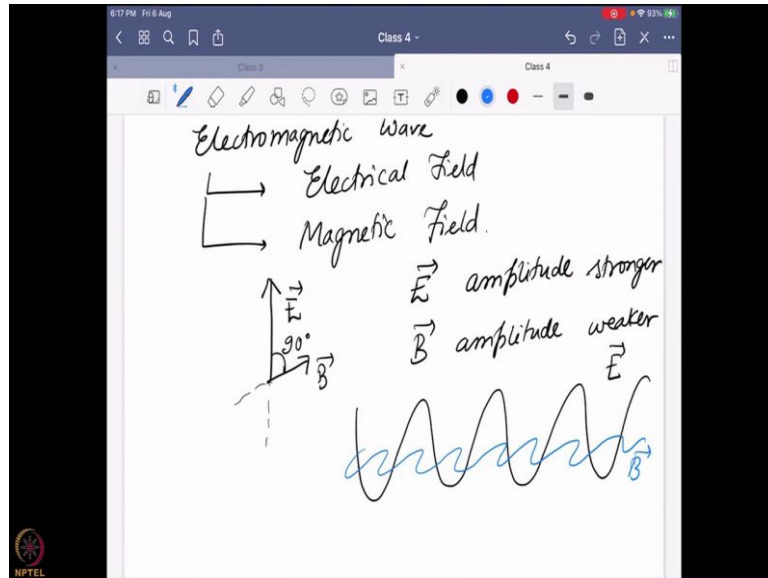 6:17 PM Fri 6 Aug
93%
Class 4
Class 3
Class 4
Electromagnetic Wave
Electrical Field
Magnetic Field.
E amplitude stronger
B amplitude weaker
E
90°
B
E
B
NPTEL